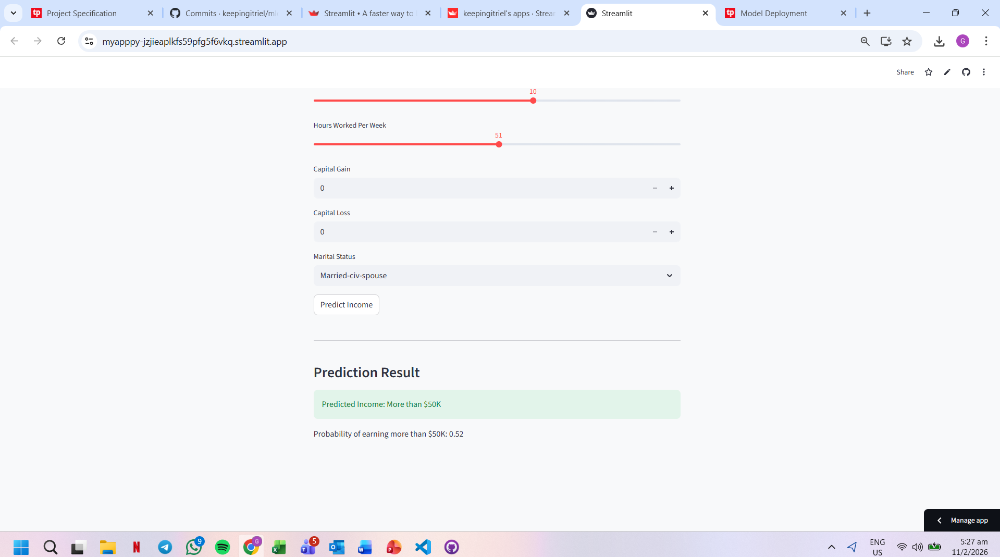 Project Specification
Commits · keepingitriel/ml
Streamlit • A faster way to
keepingitriel's apps · Strear
Streamlit
Model Deployment
myapppy-jzjieaplkfs59pfg5f6vkq.streamlit.app
G
Share
10
Hours Worked Per Week
51
Capital Gain
0
Capital Loss
0
Marital Status
Married-civ-spouse
Predict Income
Prediction Result
Predicted Income: More than $50K
Probability of earning more than $50K: 0.52
Manage app
9
G
5
ENG
US
5:27 am
11/2/2026